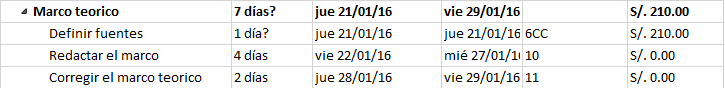 Marco teorico 7 días? jue 21/01/16 vie 29/01/16 S/. 210.00
Definir fuentes 1 día? jue 21/01/16 jue 21/01/16 6CC S/. 210.00
Redactar el marco 4 días vie 22/01/16 mié 27/01/16 10 S/. 0.00
Corregir el marco teorico 2 días jue 28/01/16 vie 29/01/16 11 S/. 0.00